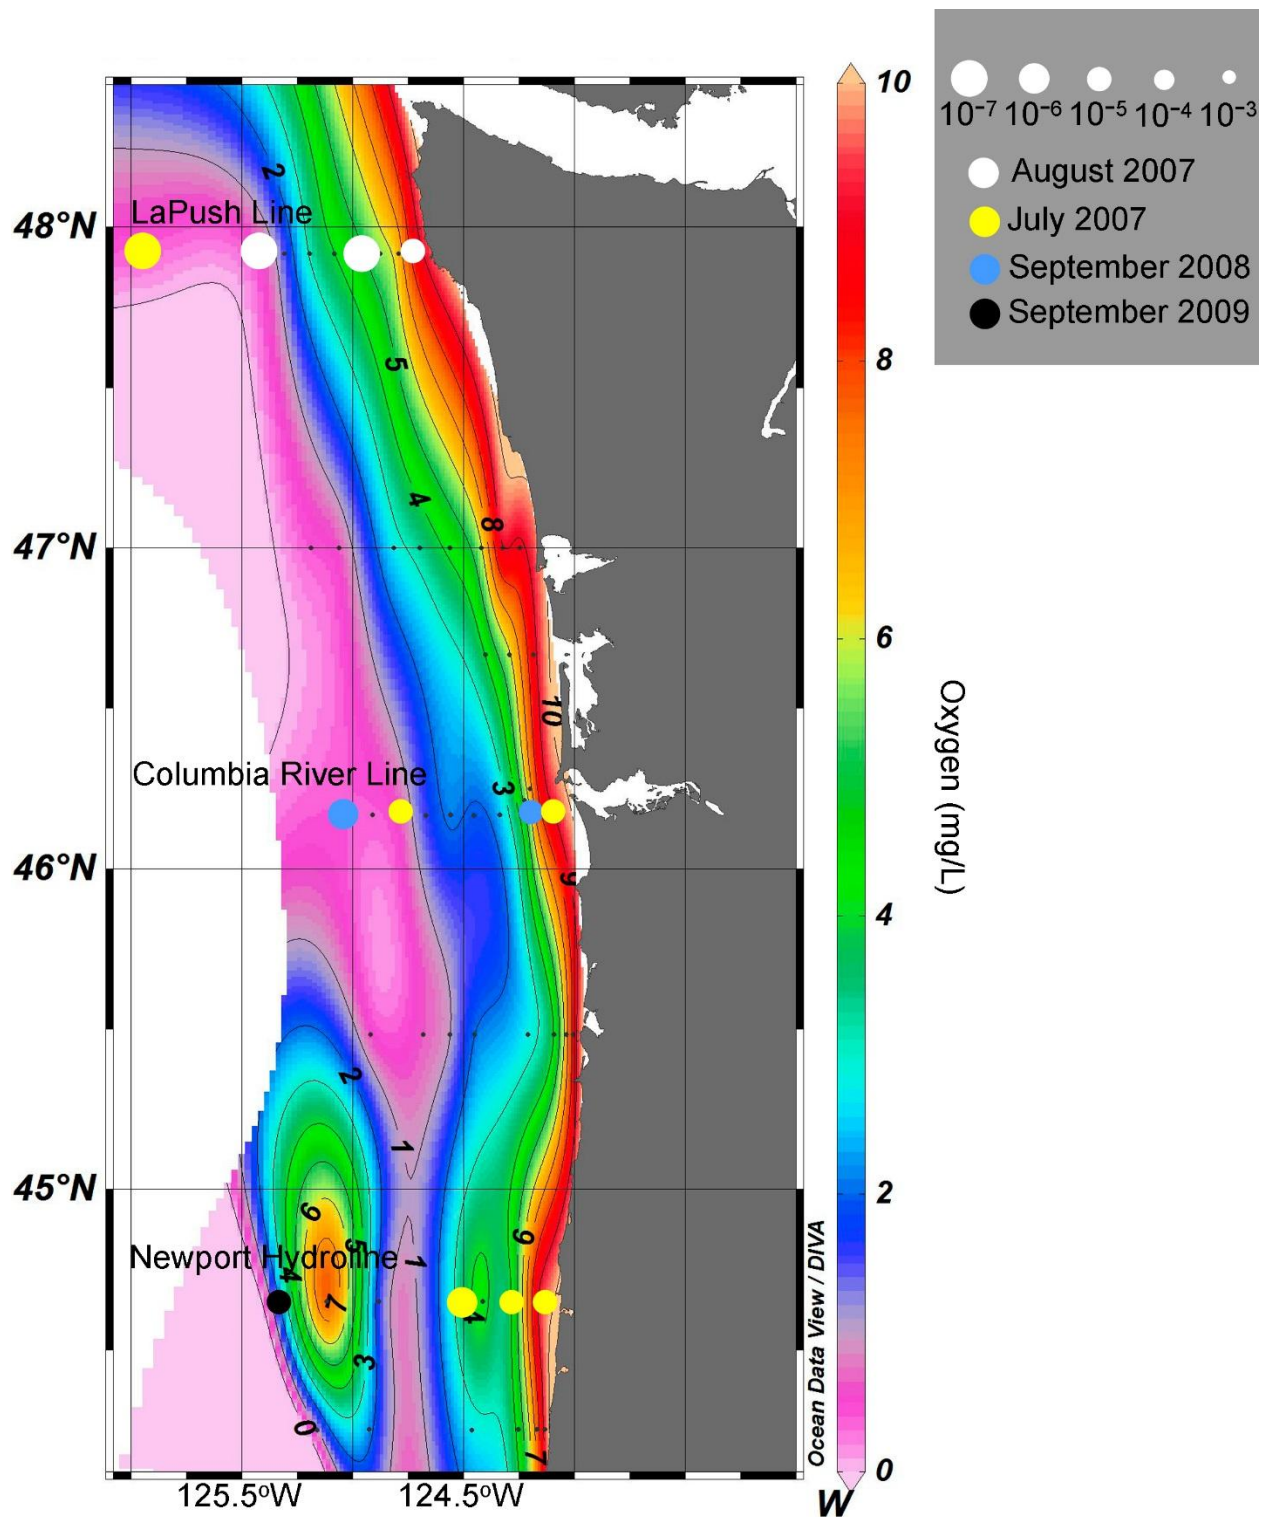 10⁻⁷ 10⁻⁶ 10⁻⁵ 10⁻⁴ 10⁻³
August 2007
July 2007
September 2008
September 2009
10
8
6
4
2
0
Oxygen (mg/L)
48°N
47°N
46°N
45°N
LaPush Line
2
5
4
8
10
Columbia River Line
3
9
2
1
9
5
9
Newport Hydroline
1
4
7
4
3
0
7
Ocean Data View / DIVA
125.5°W
124.5°W
W